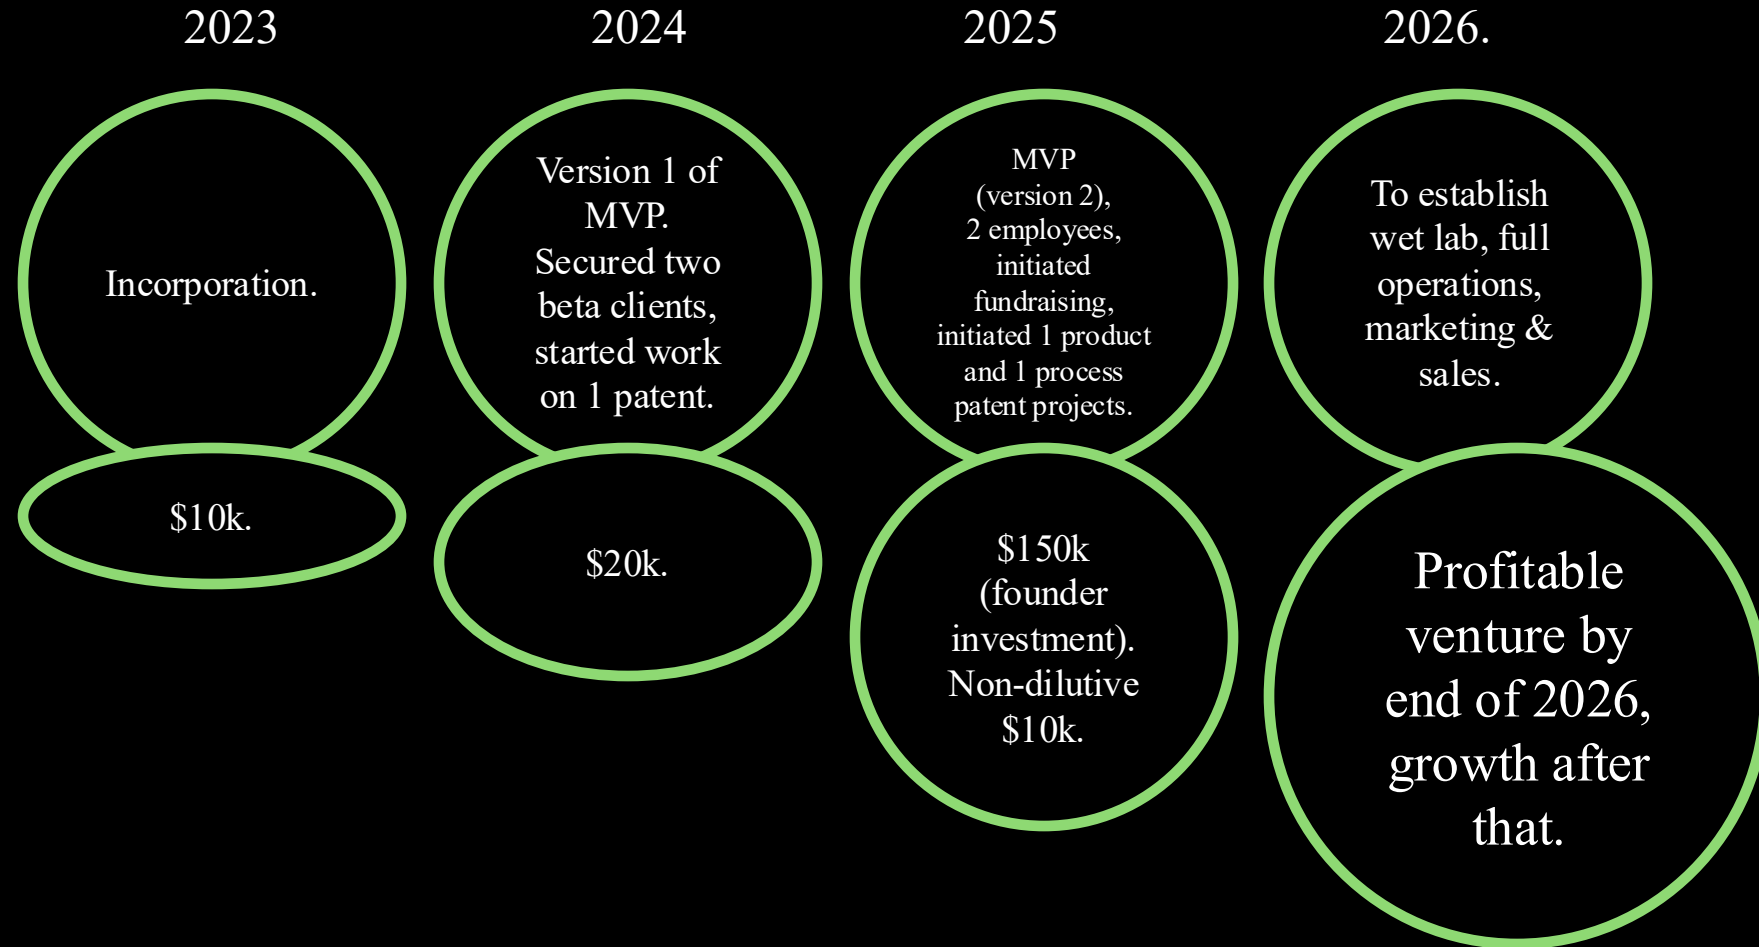 2023
2024
2025
2026.
Incorporation.
Version 1 of
MVP.
Secured two
beta clients,
started work
on 1 patent.
MVP
(version 2),
2 employees,
initiated
fundraising,
initiated 1 product
and 1 process
patent projects.
To establish
wet lab, full
operations,
marketing &
sales.
$10k.
$20k.
$150k
(founder
investment).
Non-dilutive
$10k.
Profitable
venture by
end of 2026,
growth after
that.